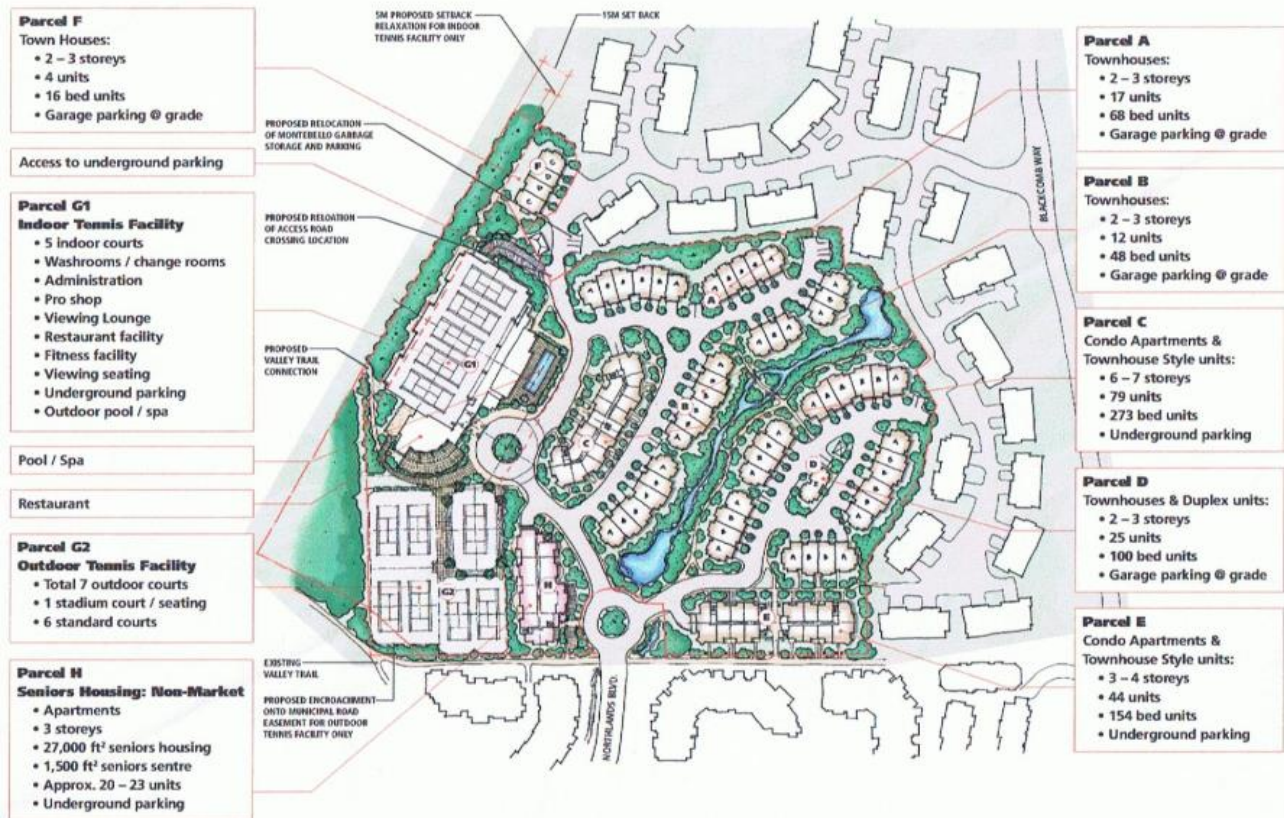 Parcel F
Town Houses:
• 2 – 3 storeys
• 4 units
• 16 bed units
• Garage parking @ grade
Access to underground parking
Parcel G1
Indoor Tennis Facility
• 5 indoor courts
• Washrooms / change rooms
• Administration
• Pro shop
• Viewing Lounge
• Restaurant facility
• Fitness facility
• Viewing seating
• Underground parking
• Outdoor pool / spa
Pool / Spa
Restaurant
Parcel G2
Outdoor Tennis Facility
• Total 7 outdoor courts
• 1 stadium court / seating
• 6 standard courts
Parcel H
Seniors Housing: Non-Market
• Apartments
• 3 storeys
• 27,000 ft² seniors housing
• 1,500 ft² seniors sentre
• Approx. 20 – 23 units
• Underground parking
5M PROPOSED SETBACK
RELAXATION FOR INDOOR
TENNIS FACILITY ONLY
15M SET BACK
PROPOSED RELOCATION
OF MONTEBELLO GARBAGE
STORAGE AND PARKING
PROPOSED RELOATION
OF ACCESS ROAD
CROSSING LOCATION
PROPOSED
VALLEY TRAIL
CONNECTION
EXISTING
VALLEY TRAIL
PROPOSED ENCROACHMENT
ONTO MUNICIPAL ROAD
EASEMENT FOR OUTDOOR
TENNIS FACILITY ONLY
G1
C
B
D
G2
H
E
NORTHLANDS BLVD.
BLACKCOMB WAY
Parcel A
Townhouses:
• 2 – 3 storeys
• 17 units
• 68 bed units
• Garage parking @ grade
Parcel B
Townhouses:
• 2 – 3 storeys
• 12 units
• 48 bed units
• Garage parking @ grade
Parcel C
Condo Apartments &
Townhouse Style units:
• 6 – 7 storeys
• 79 units
• 273 bed units
• Underground parking
Parcel D
Townhouses & Duplex units:
• 2 – 3 storeys
• 25 units
• 100 bed units
• Garage parking @ grade
Parcel E
Condo Apartments &
Townhouse Style units:
• 3 – 4 storeys
• 44 units
• 154 bed units
• Underground parking